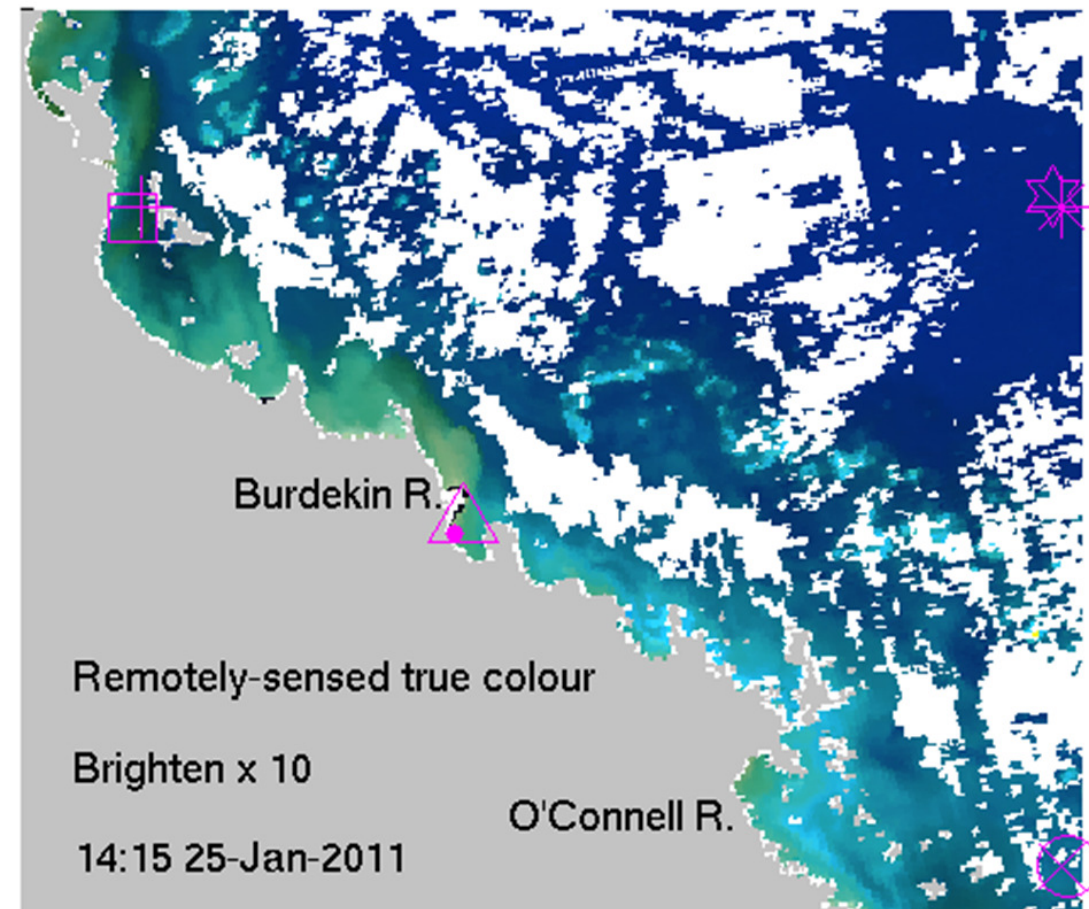 Burdekin R.
Remotely-sensed true colour
Brighten x 10
O'Connell R.
14:15 25-Jan-2011